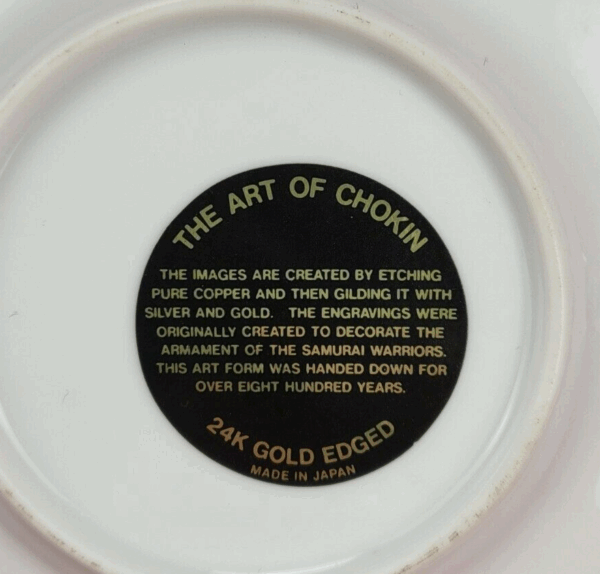 THE ART OF CHOKIN
THE IMAGES ARE CREATED BY ETCHING
PURE COPPER AND THEN GILDING IT WITH
SILVER AND GOLD. THE ENGRAVINGS WERE
ORIGINALLY CREATED TO DECORATE THE
ARMAMENT OF THE SAMURAI WARRIORS.
THIS ART FORM WAS HANDED DOWN FOR
OVER EIGHT HUNDRED YEARS.
24K GOLD EDGED
MADE IN JAPAN